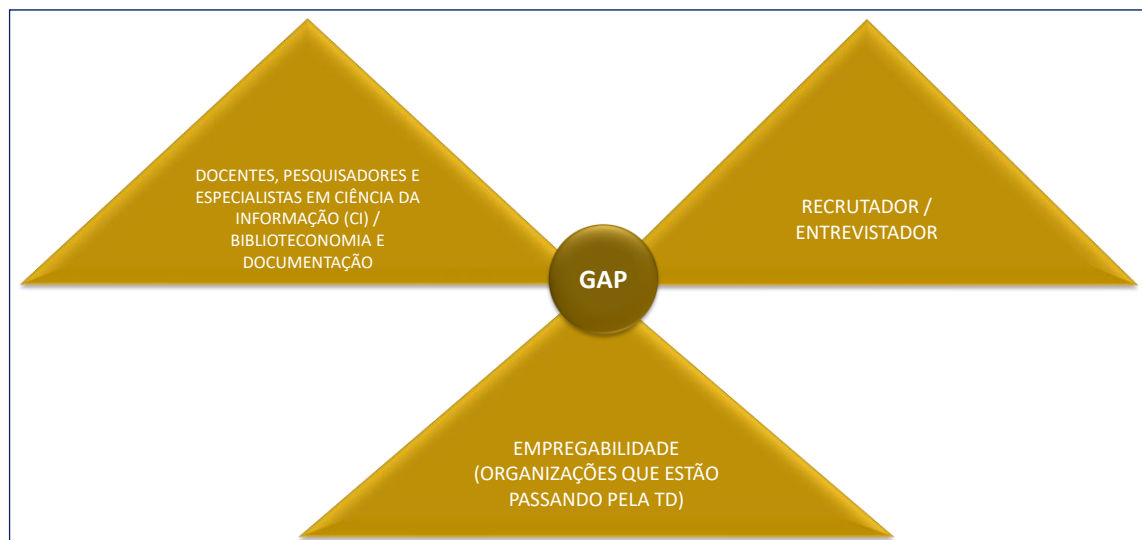 DOCENTES, PESQUISADORES E
ESPECIALISTAS EM CIÊNCIA DA
INFORMAÇÃO (CI) /
BIBLIOTECONOMIA E
DOCUMENTAÇÃO
RECRUTADOR /
ENTREVISTADOR
GAP
EMPREGABILIDADE
(ORGANIZAÇÕES QUE ESTÃO
PASSANDO PELA TD)